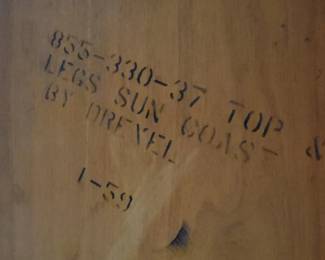 855-330-37 TOP &
LEGS SUN COAST
BY DREXEL
1-59